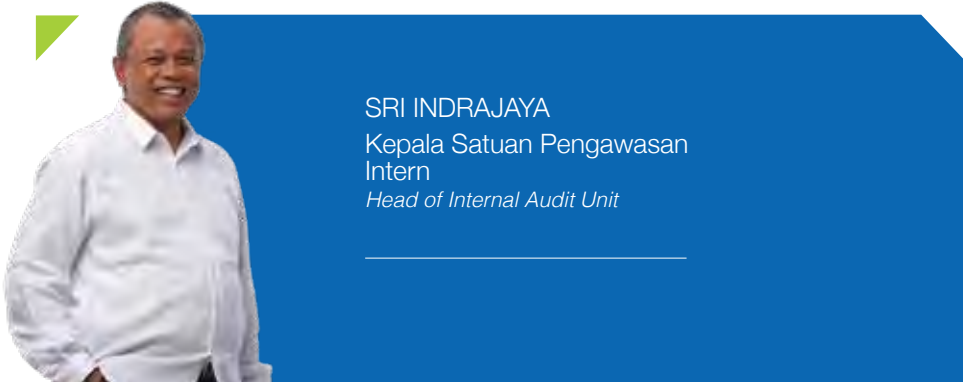 SRI INDRAJAYA
Kepala Satuan Pengawasan
Intern
Head of Internal Audit Unit